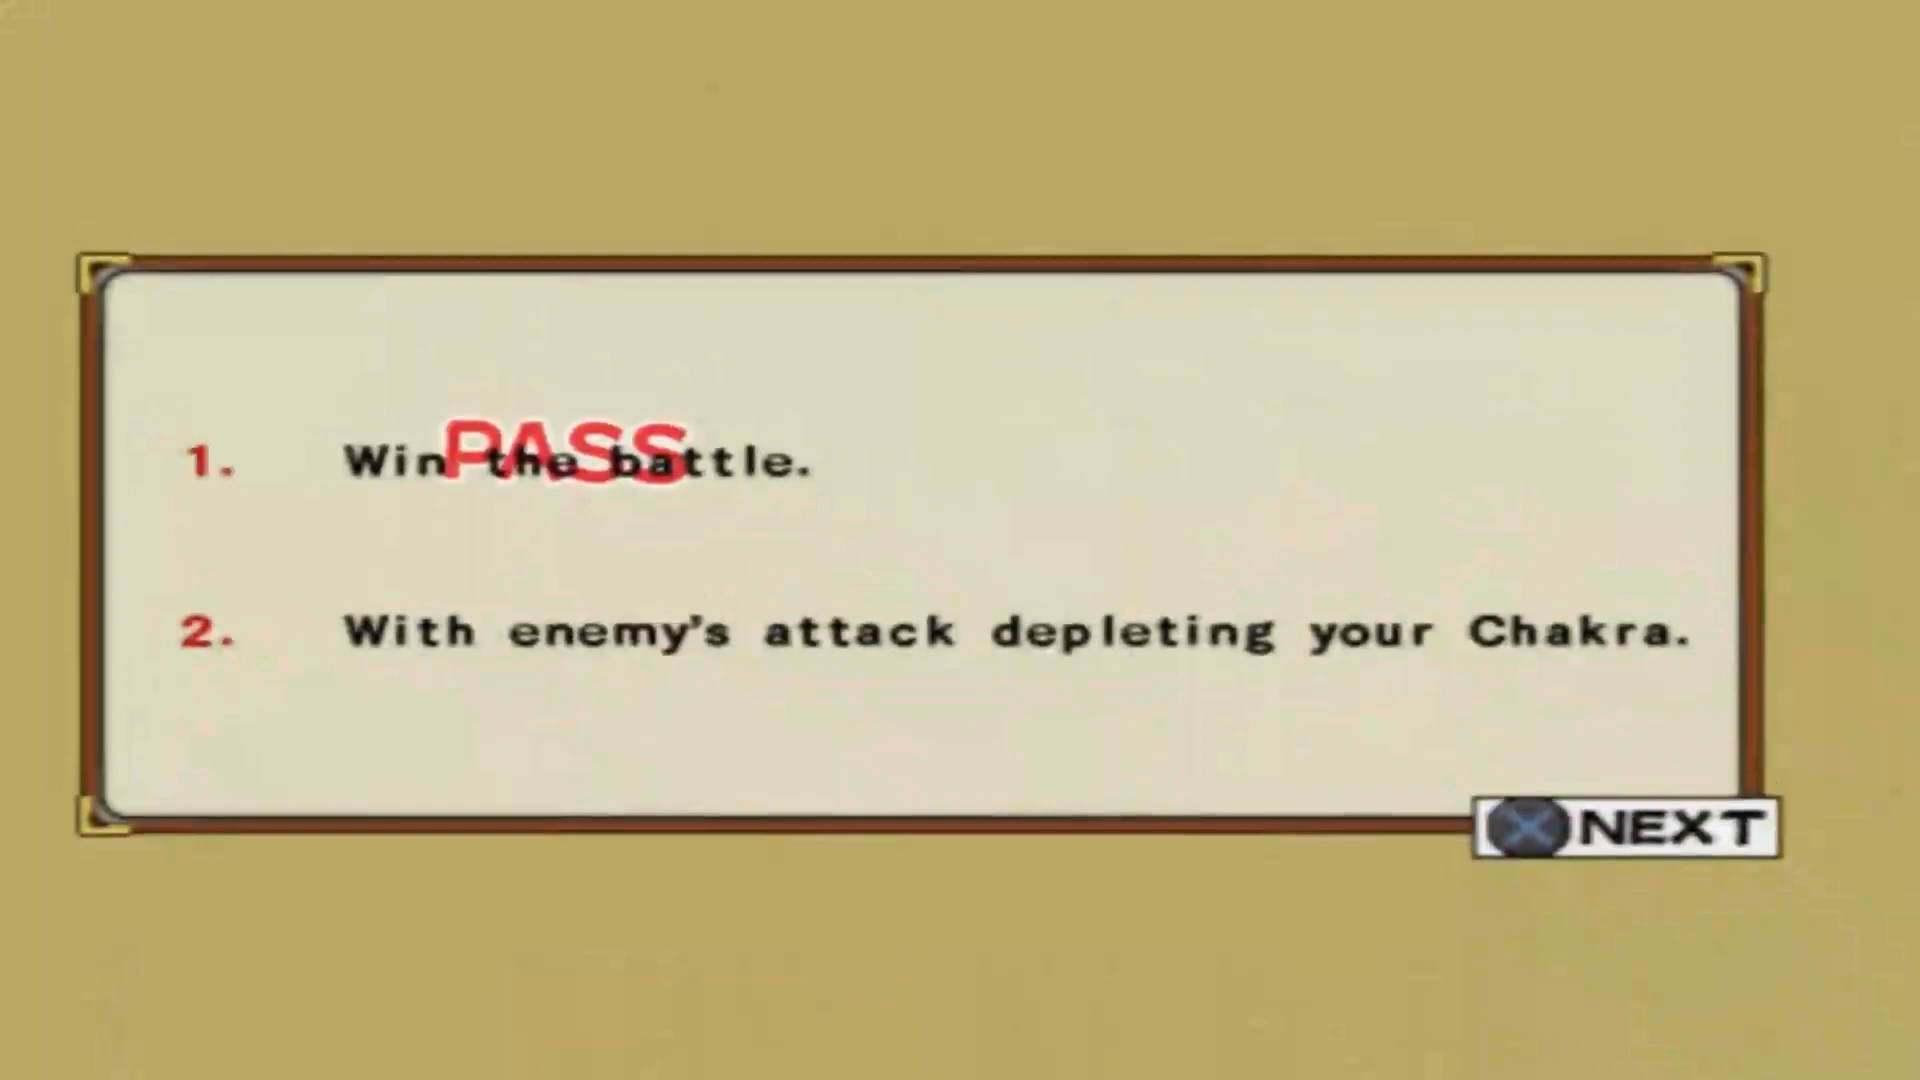 PASS
1. Win the battle.
2. With enemy's attack depleting your Chakra.
NEXT